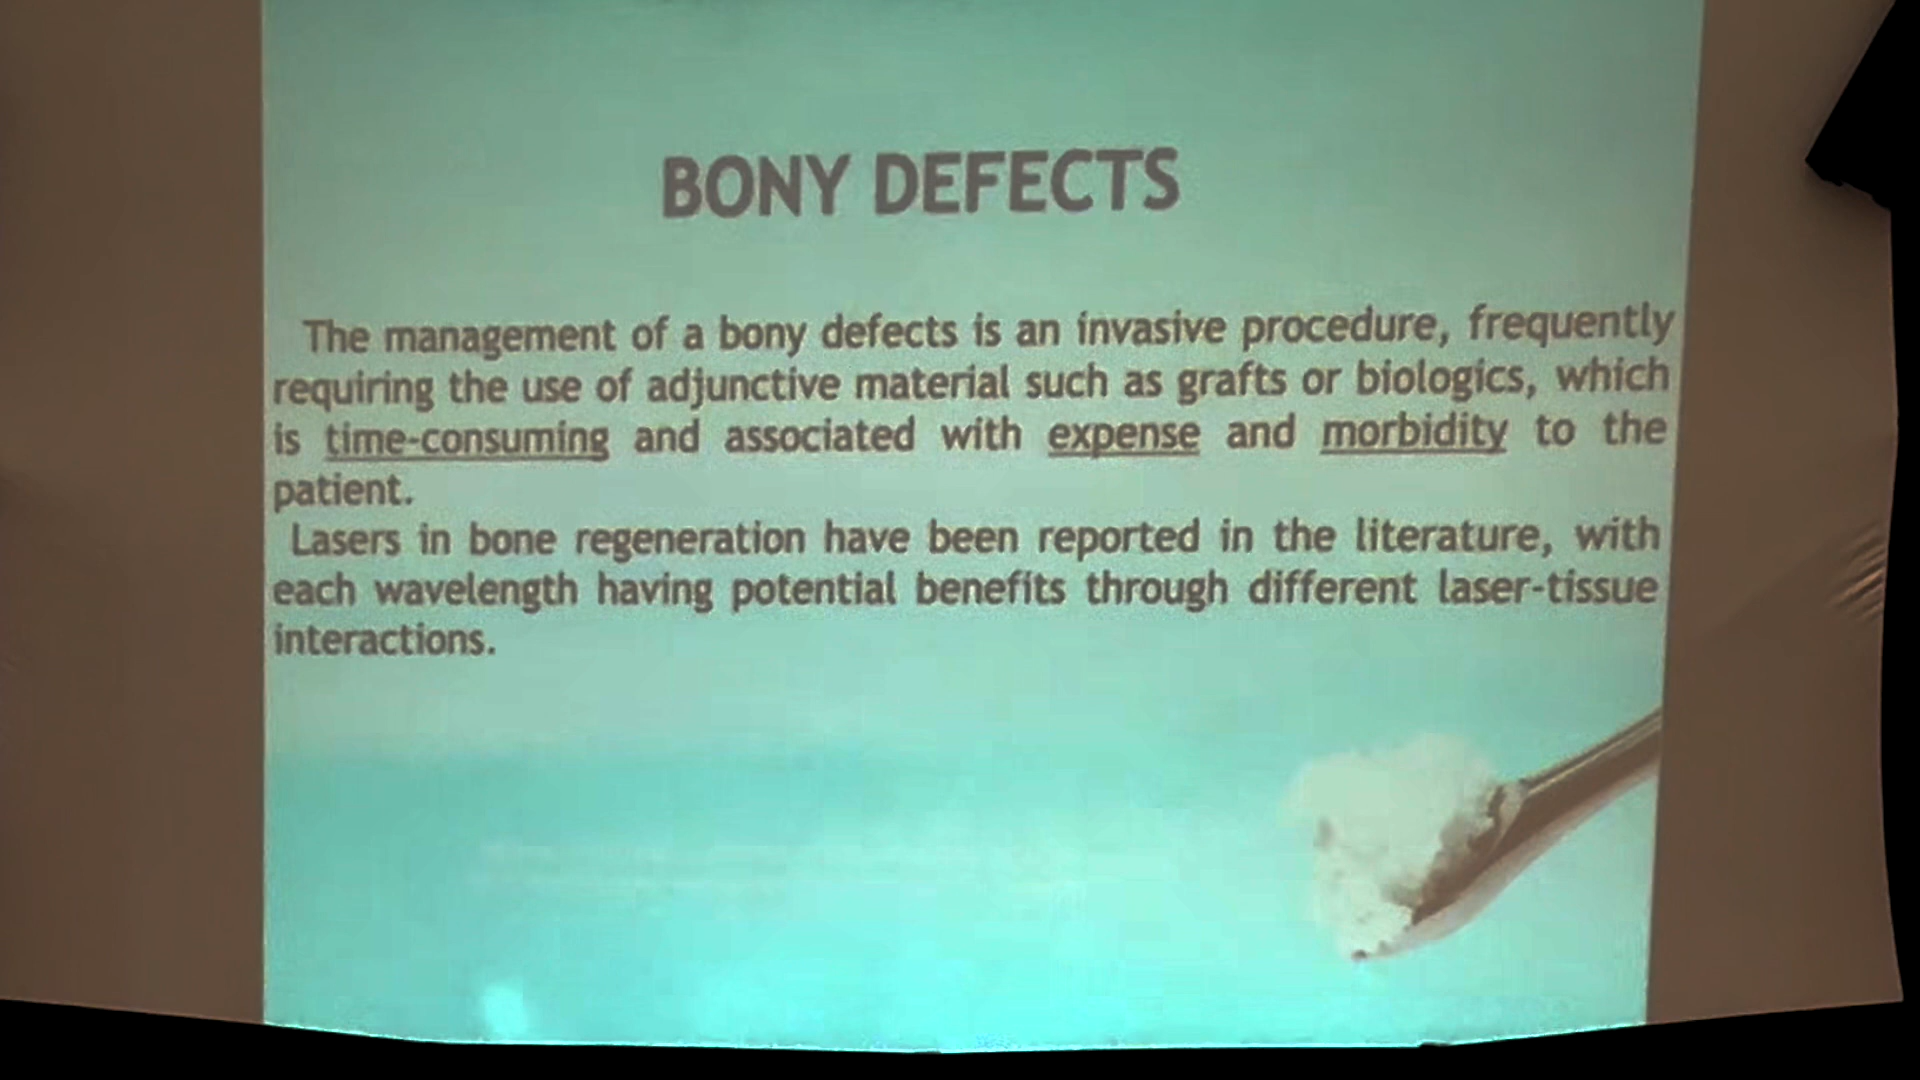 BONY DEFECTS
The management of a bony defects is an invasive procedure, frequently
requiring the use of adjunctive material such as grafts or biologics, which
is time-consuming and associated with expense and morbidity to the
patient.
Lasers in bone regeneration have been reported in the literature, with
each wavelength having potential benefits through different laser-tissue
interactions.